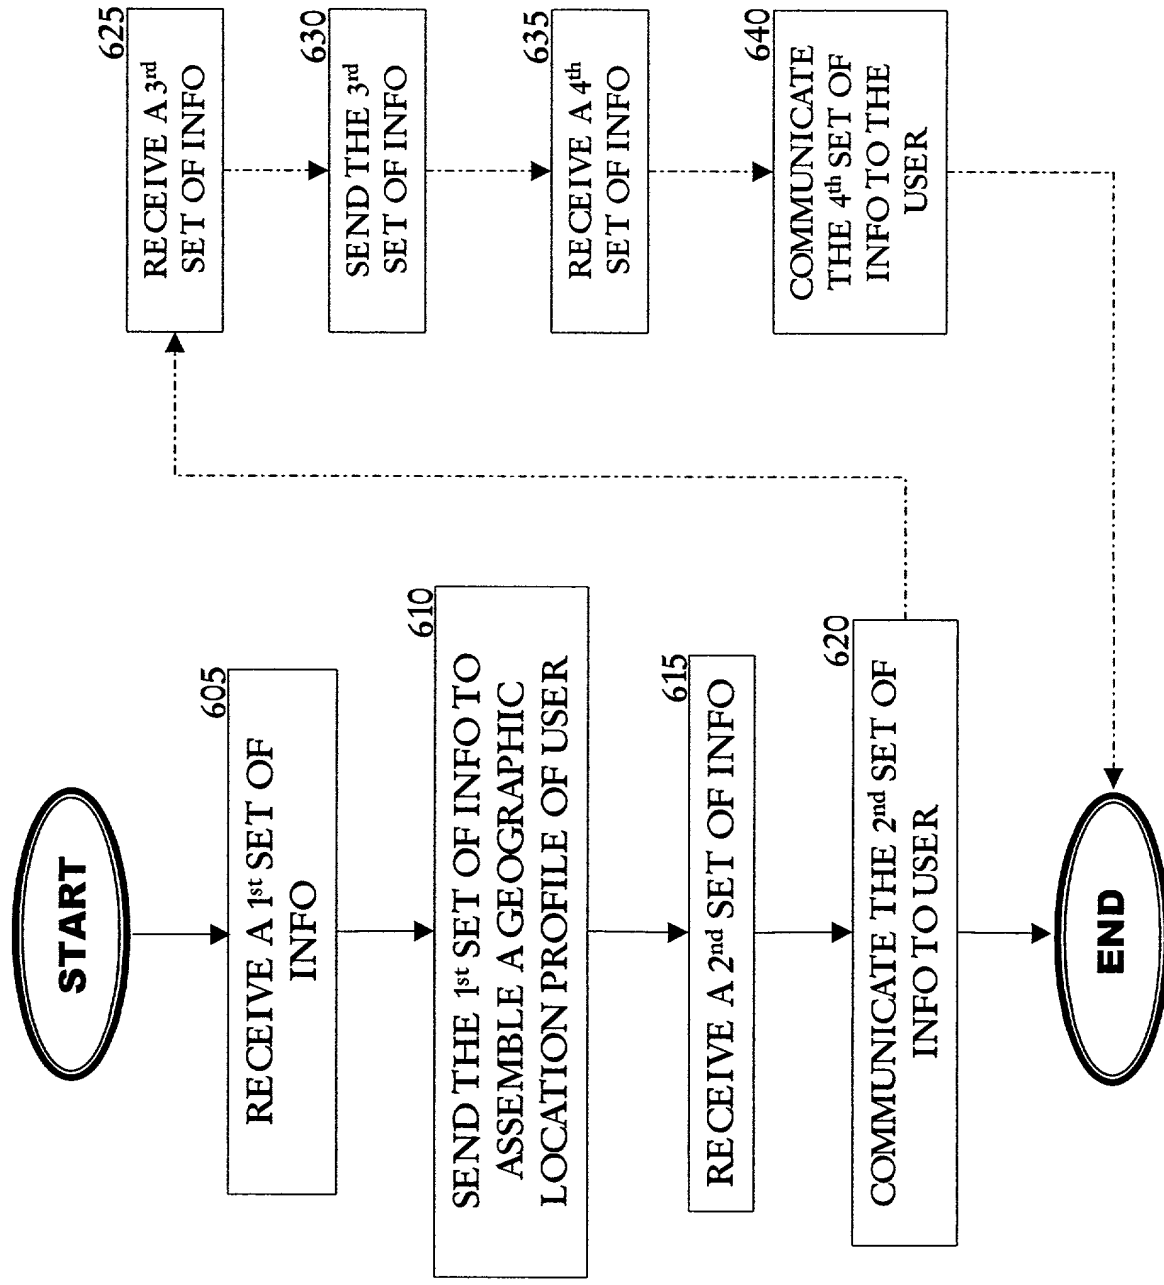 START
605
RECEIVE A 1st SET OF
INFO
610
SEND THE 1st SET OF INFO TO
ASSEMBLE A GEOGRAPHIC
LOCATION PROFILE OF USER
615
RECEIVE A 2nd SET OF INFO
620
COMMUNICATE THE 2nd SET OF
INFO TO USER
END
625
RECEIVE A 3rd
SET OF INFO
630
SEND THE 3rd
SET OF INFO
635
RECEIVE A 4th
SET OF INFO
640
COMMUNICATE
THE 4th SET OF
INFO TO THE
USER